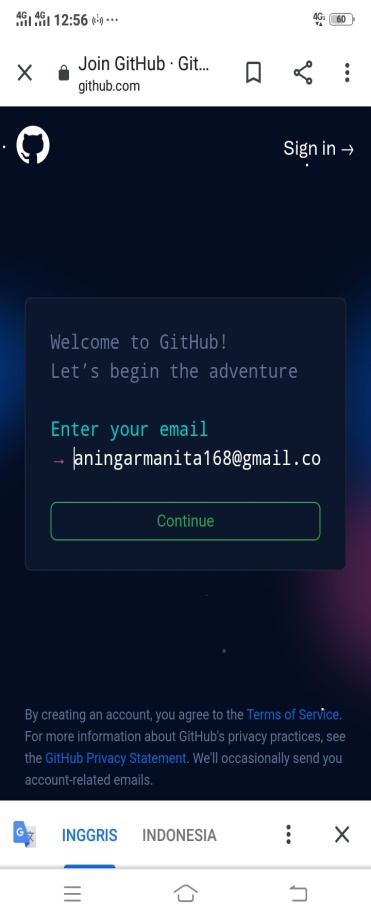 4G 4G 12:56
4G 60
Join GitHub · Git...
github.com
Sign in →
Welcome to GitHub!
Let's begin the adventure
Enter your email
→ aningarmanita168@gmail.co
Continue
By creating an account, you agree to the Terms of Service.
For more information about GitHub's privacy practices, see
the GitHub Privacy Statement. We'll occasionally send you
account-related emails.
G INGGRIS INDONESIA